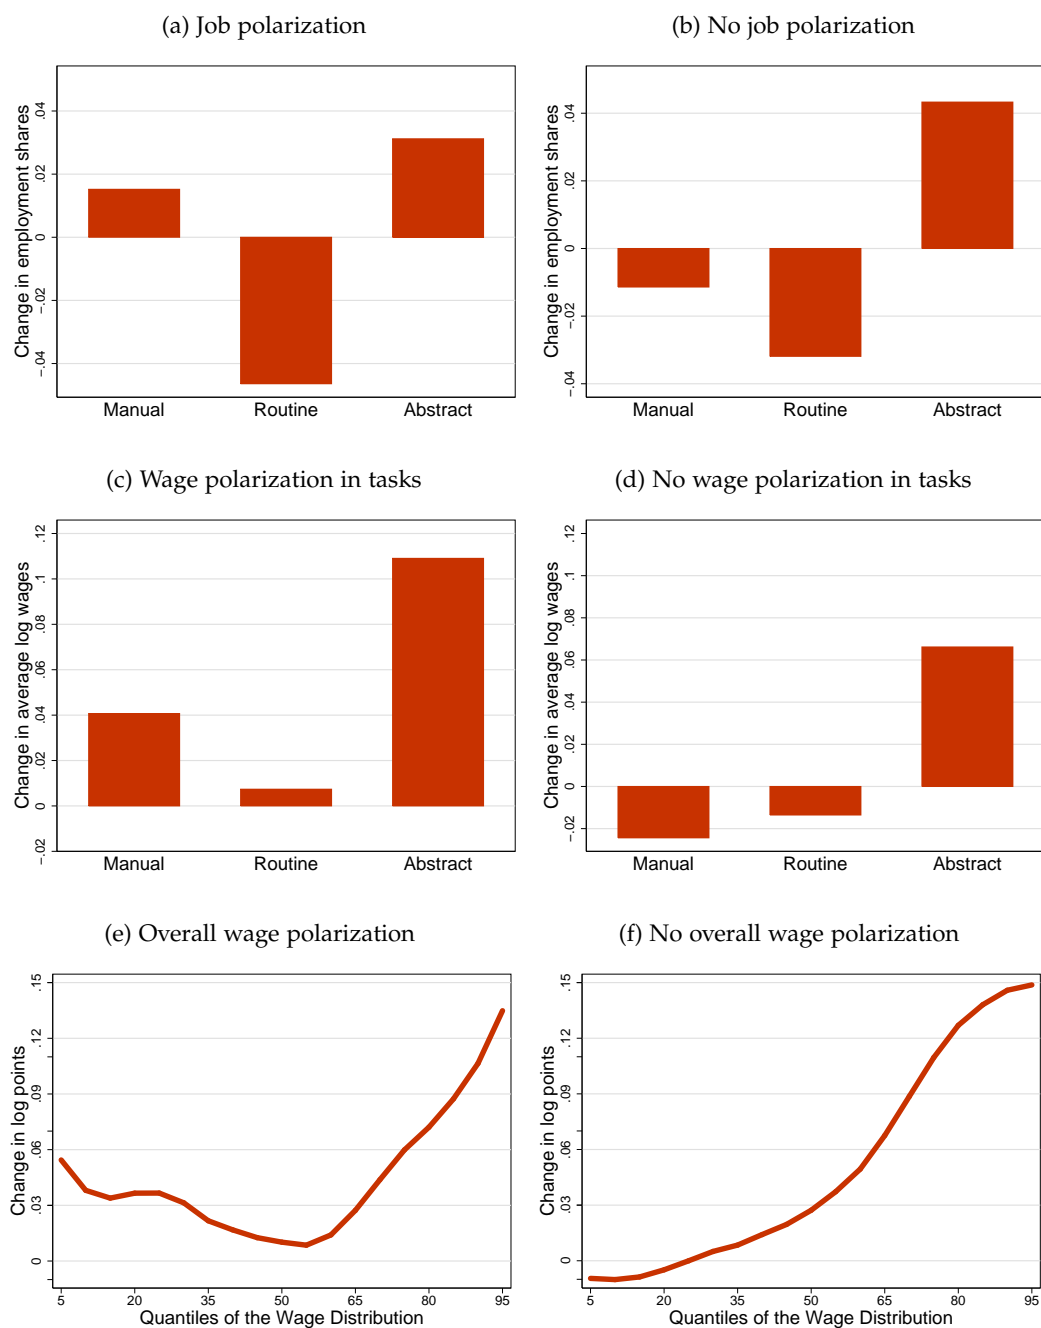 (a) Job polarization
Change in employment shares
.04
.02
0
-.02
-.04
Manual Routine Abstract
(b) No job polarization
Change in employment shares
.04
.02
0
-.02
-.04
Manual Routine Abstract
(c) Wage polarization in tasks
Change in average log wages
.12
.1
.08
.06
.04
.02
0
-.02
Manual Routine Abstract
(d) No wage polarization in tasks
Change in average log wages
.12
.1
.08
.06
.04
.02
0
-.02
Manual Routine Abstract
(e) Overall wage polarization
Change in log points
.15
.12
.09
.06
.03
0
5 20 35 50 65 80 95
Quantiles of the Wage Distribution
(f) No overall wage polarization
Change in log points
.15
.12
.09
.06
.03
0
5 20 35 50 65 80 95
Quantiles of the Wage Distribution